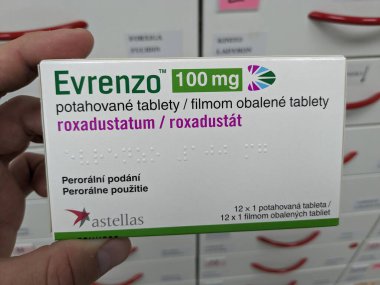 Evrenzo™ 100 mg
potahované tablety / filmom obalené tablety
roxadustatum / roxadustát
Perorální podání
Perorálne použitie
astellas
12 x 1 potahovaná tableta /
12 x 1 filmom obalených tabliet